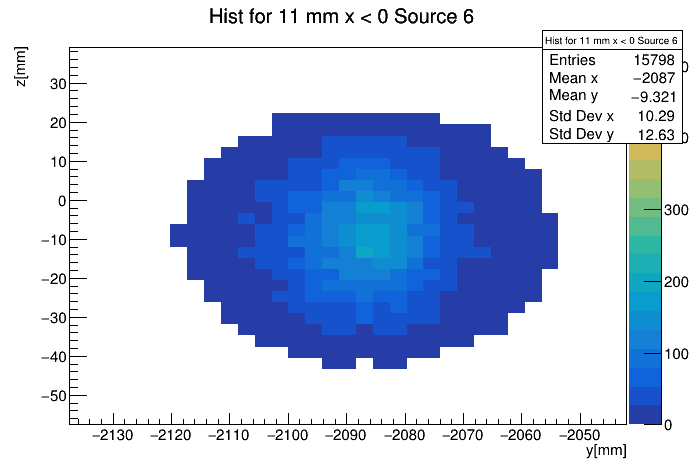 Hist for 11 mm x < 0 Source 6
z[mm]
Hist for 11 mm x < 0 Source 6
Entries 15798
Mean x −2087
Mean y −9.321
Std Dev x 10.29
Std Dev y 12.63
30
20
10
0
−10
−20
−30
−40
−50
300
200
100
0
−2130 −2120 −2110 −2100 −2090 −2080 −2070 −2060 −2050
y[mm]